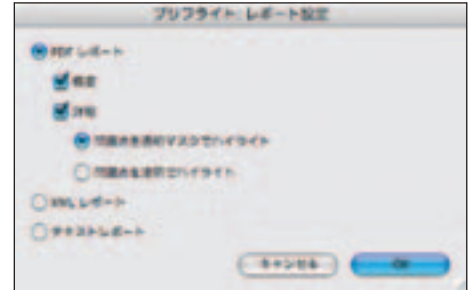 プリフライト: レポート設定
PDF レポート
概要
詳細
問題点を透明マスクでハイライト
問題点を注釈でハイライト
XML レポート
テキストレポート
キャンセル
OK